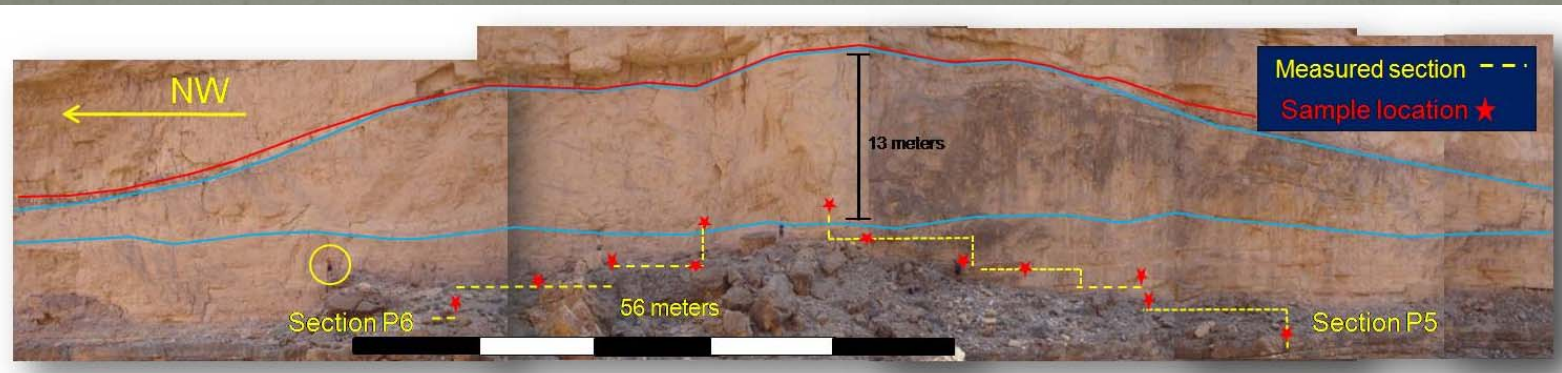 NW
Measured section
Sample location
13 meters
Section P6
56 meters
Section P5